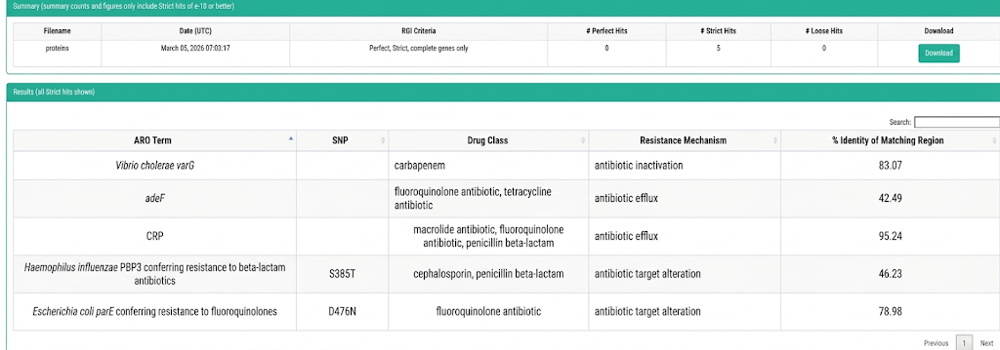 Summary (summary counts and figures only include Strict hits of e-10 or better)
Filename Date (UTC) RGI Criteria # Perfect Hits # Strict Hits # Loose Hits Download
proteins March 05, 2026 07:03:17 Perfect, Strict, complete genes only 0 5 0 Download
Results (all Strict hits shown)
Search:
ARO Term SNP Drug Class Resistance Mechanism % Identity of Matching Region
Vibrio cholerae varG carbapenem antibiotic inactivation 83.07
adeF fluoroquinolone antibiotic, tetracycline antibiotic antibiotic efflux 42.49
CRP macrolide antibiotic, fluoroquinolone antibiotic, penicillin beta-lactam antibiotic efflux 95.24
Haemophilus influenzae PBP3 conferring resistance to beta-lactam antibiotics S385T cephalosporin, penicillin beta-lactam antibiotic target alteration 46.23
Escherichia coli parE conferring resistance to fluoroquinolones D476N fluoroquinolone antibiotic antibiotic target alteration 78.98
Previous 1 Next